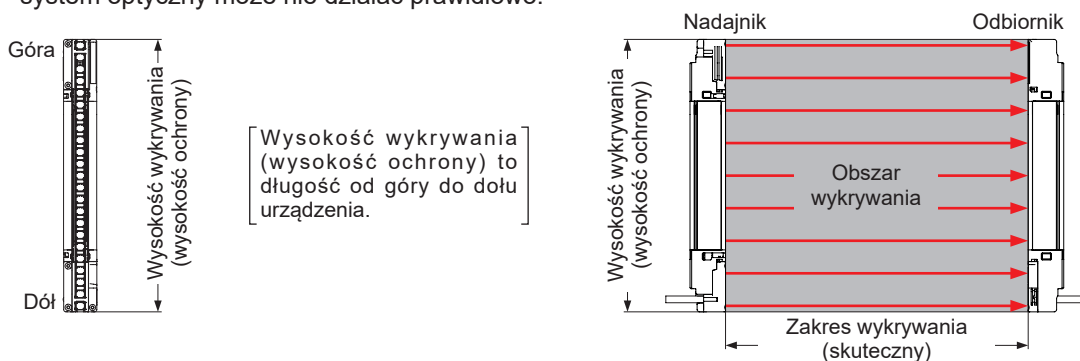 system optyczny może nie działać prawidłowo.
Góra
Dół
Wysokość wykrywania
(wysokość ochrony)
Wysokość wykrywania
(wysokość ochrony) to
długość od góry do dołu
urządzenia.
Nadajnik
Odbiornik
Wysokość wykrywania
(wysokość ochrony)
Obszar
wykrywania
Zakres wykrywania
(skuteczny)